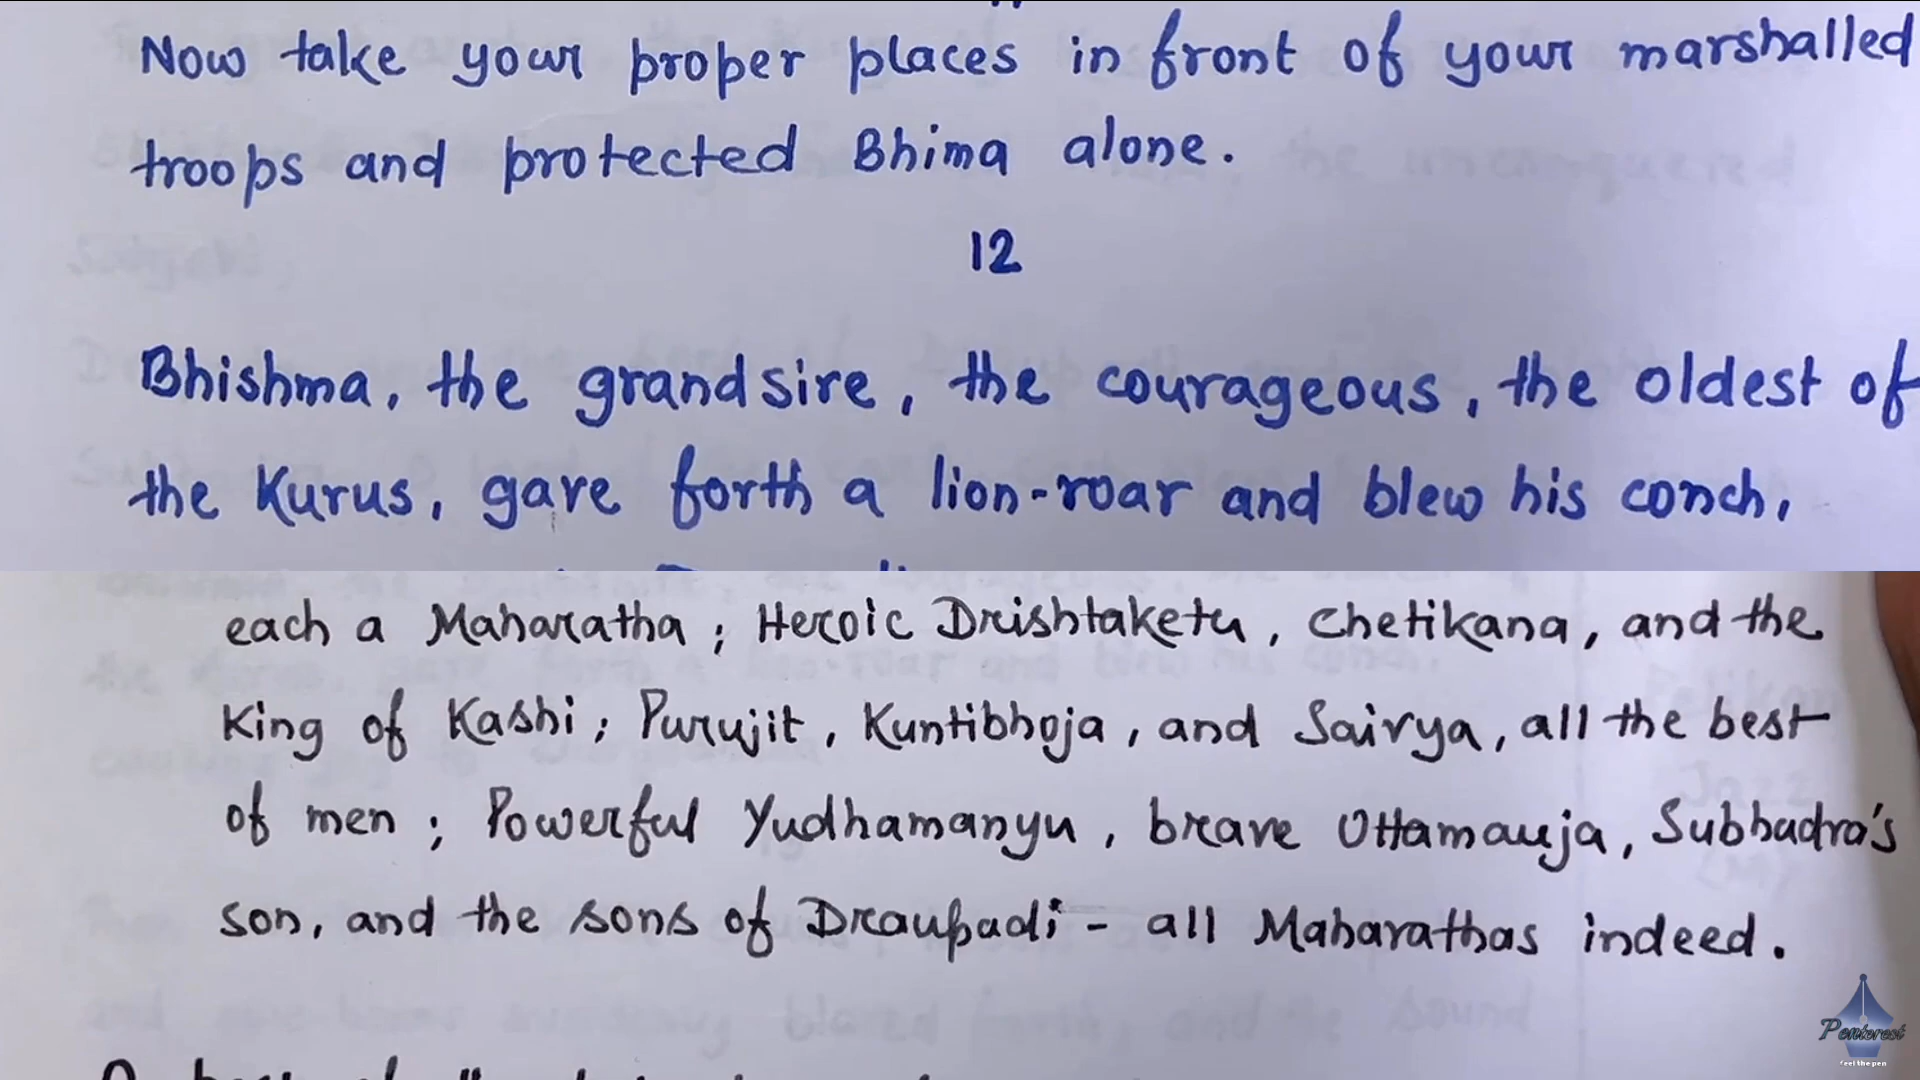 Now take your proper places in front of your marshalled
troops and protected Bhima alone.
12
Bhishma, the grandsire, the courageous, the oldest of
the Kurus, gave forth a lion-roar and blew his conch,
each a Maharatha; Heroic Drishtaketu, Chetikana, and the
King of Kashi; Purujit, Kuntibhoja, and Sairya, all the best
of men; Powerful Yudhamanyu, brave Uttamauja, Subhadra's
son, and the sons of Draupadi - all Maharathas indeed.
Penterest
feel the pen